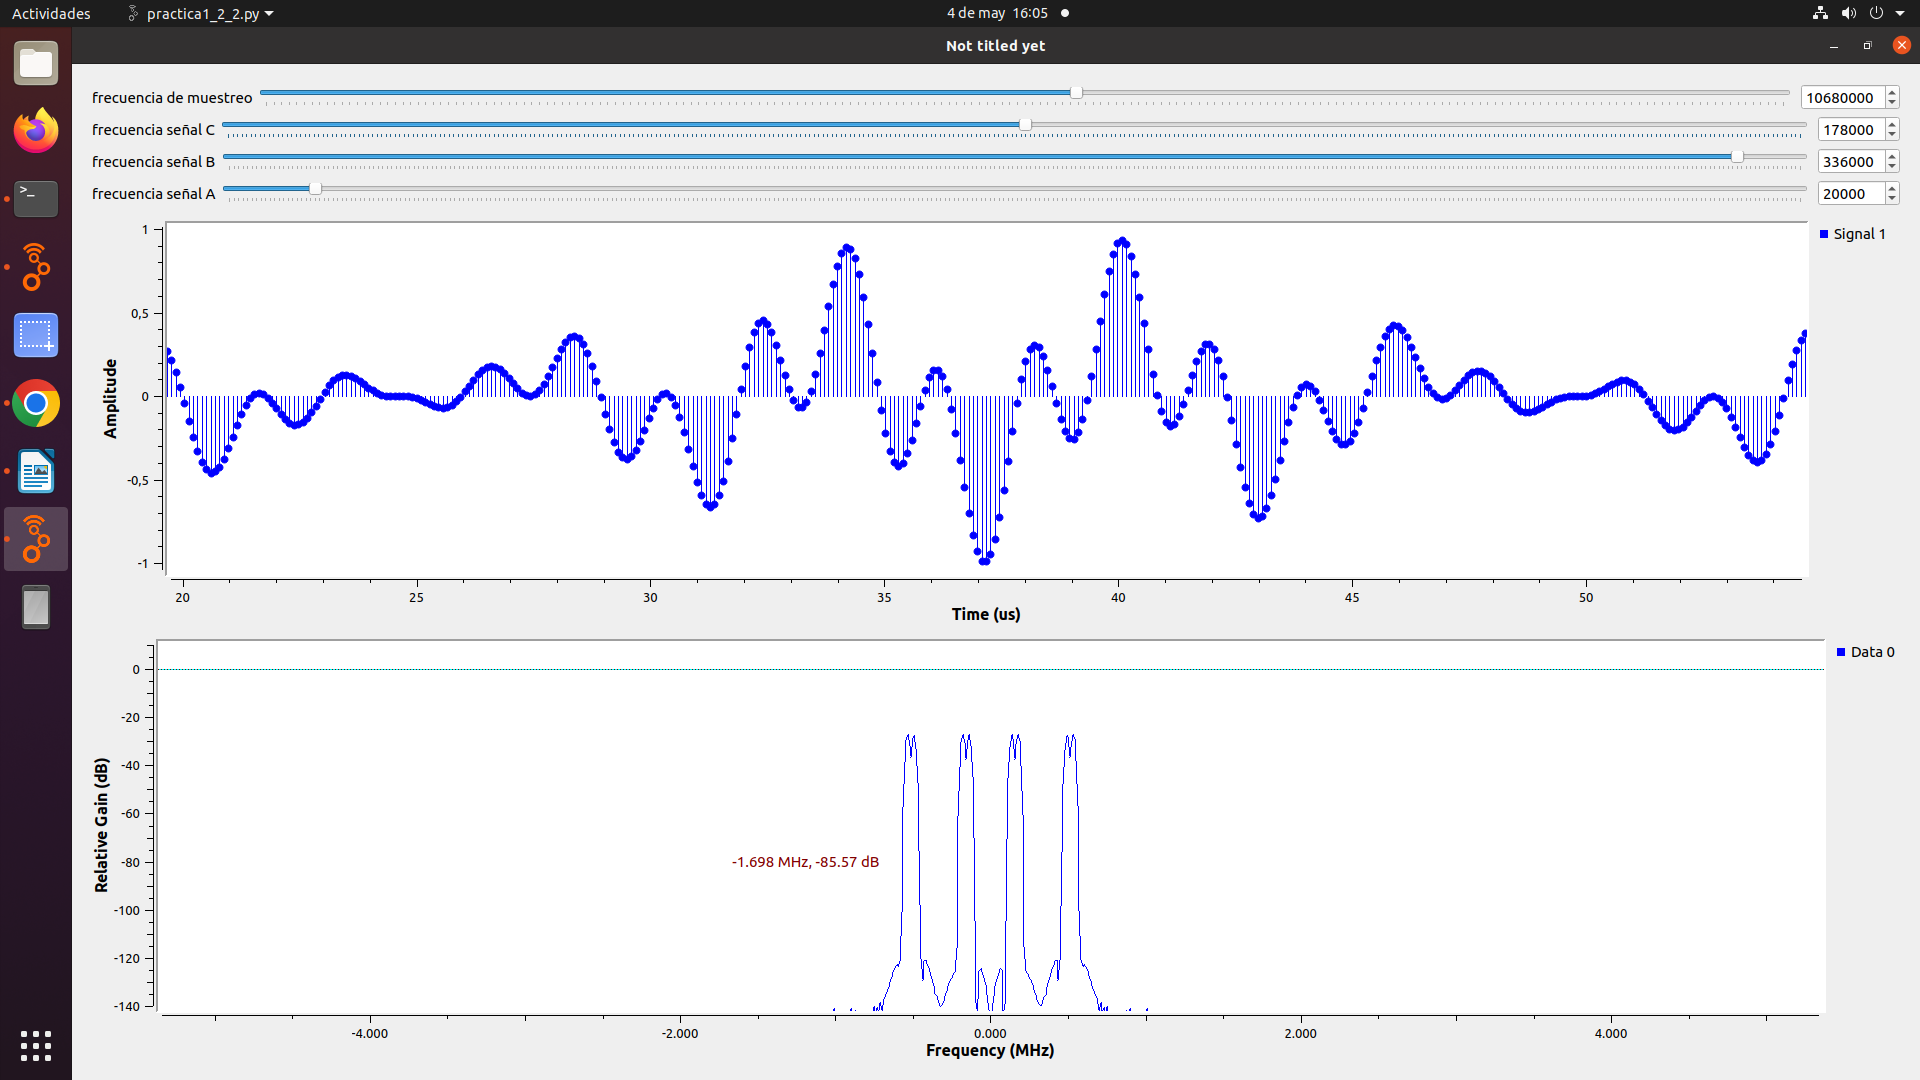 Actividades practica1_2_2.py 4 de may 16:05
Not titled yet
frecuencia de muestreo 10680000
frecuencia señal C 178000
frecuencia señal B 336000
frecuencia señal A 20000
Signal 1
Amplitude
1
0,5
0
-0,5
-1
20 25 30 35 40 45 50
Time (us)
Data 0
Relative Gain (dB)
0
-20
-40
-60
-80
-100
-120
-140
-1.698 MHz, -85.57 dB
-4.000 -2.000 0.000 2.000 4.000
Frequency (MHz)